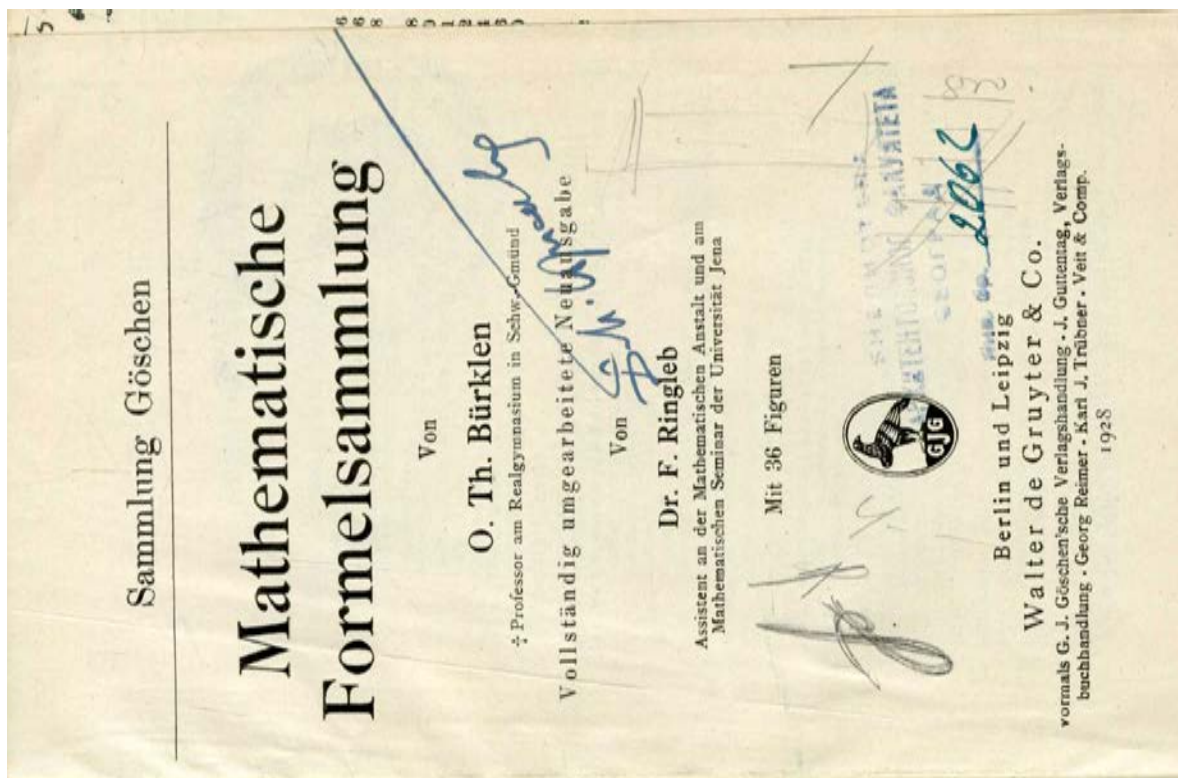 Sammlung Göschen
Mathematische
Formelsammlung
Von
O. Th. Bürklen
† Professor am Realgymnasium in Schw.-Gmünd
Vollständig umgearbeitete Neuausgabe
Von
Dr. F. Ringleb
Assistent an der Mathematischen Anstalt und am
Mathematischen Seminar der Universität Jena
Mit 36 Figuren
GJG
2062
Berlin und Leipzig
Walter de Gruyter & Co.
vormals G. J. Göschen'sche Verlagshandlung - J. Guttentag, Verlags-
buchhandlung - Georg Reimer - Karl J. Trübner - Veit & Comp.
1928